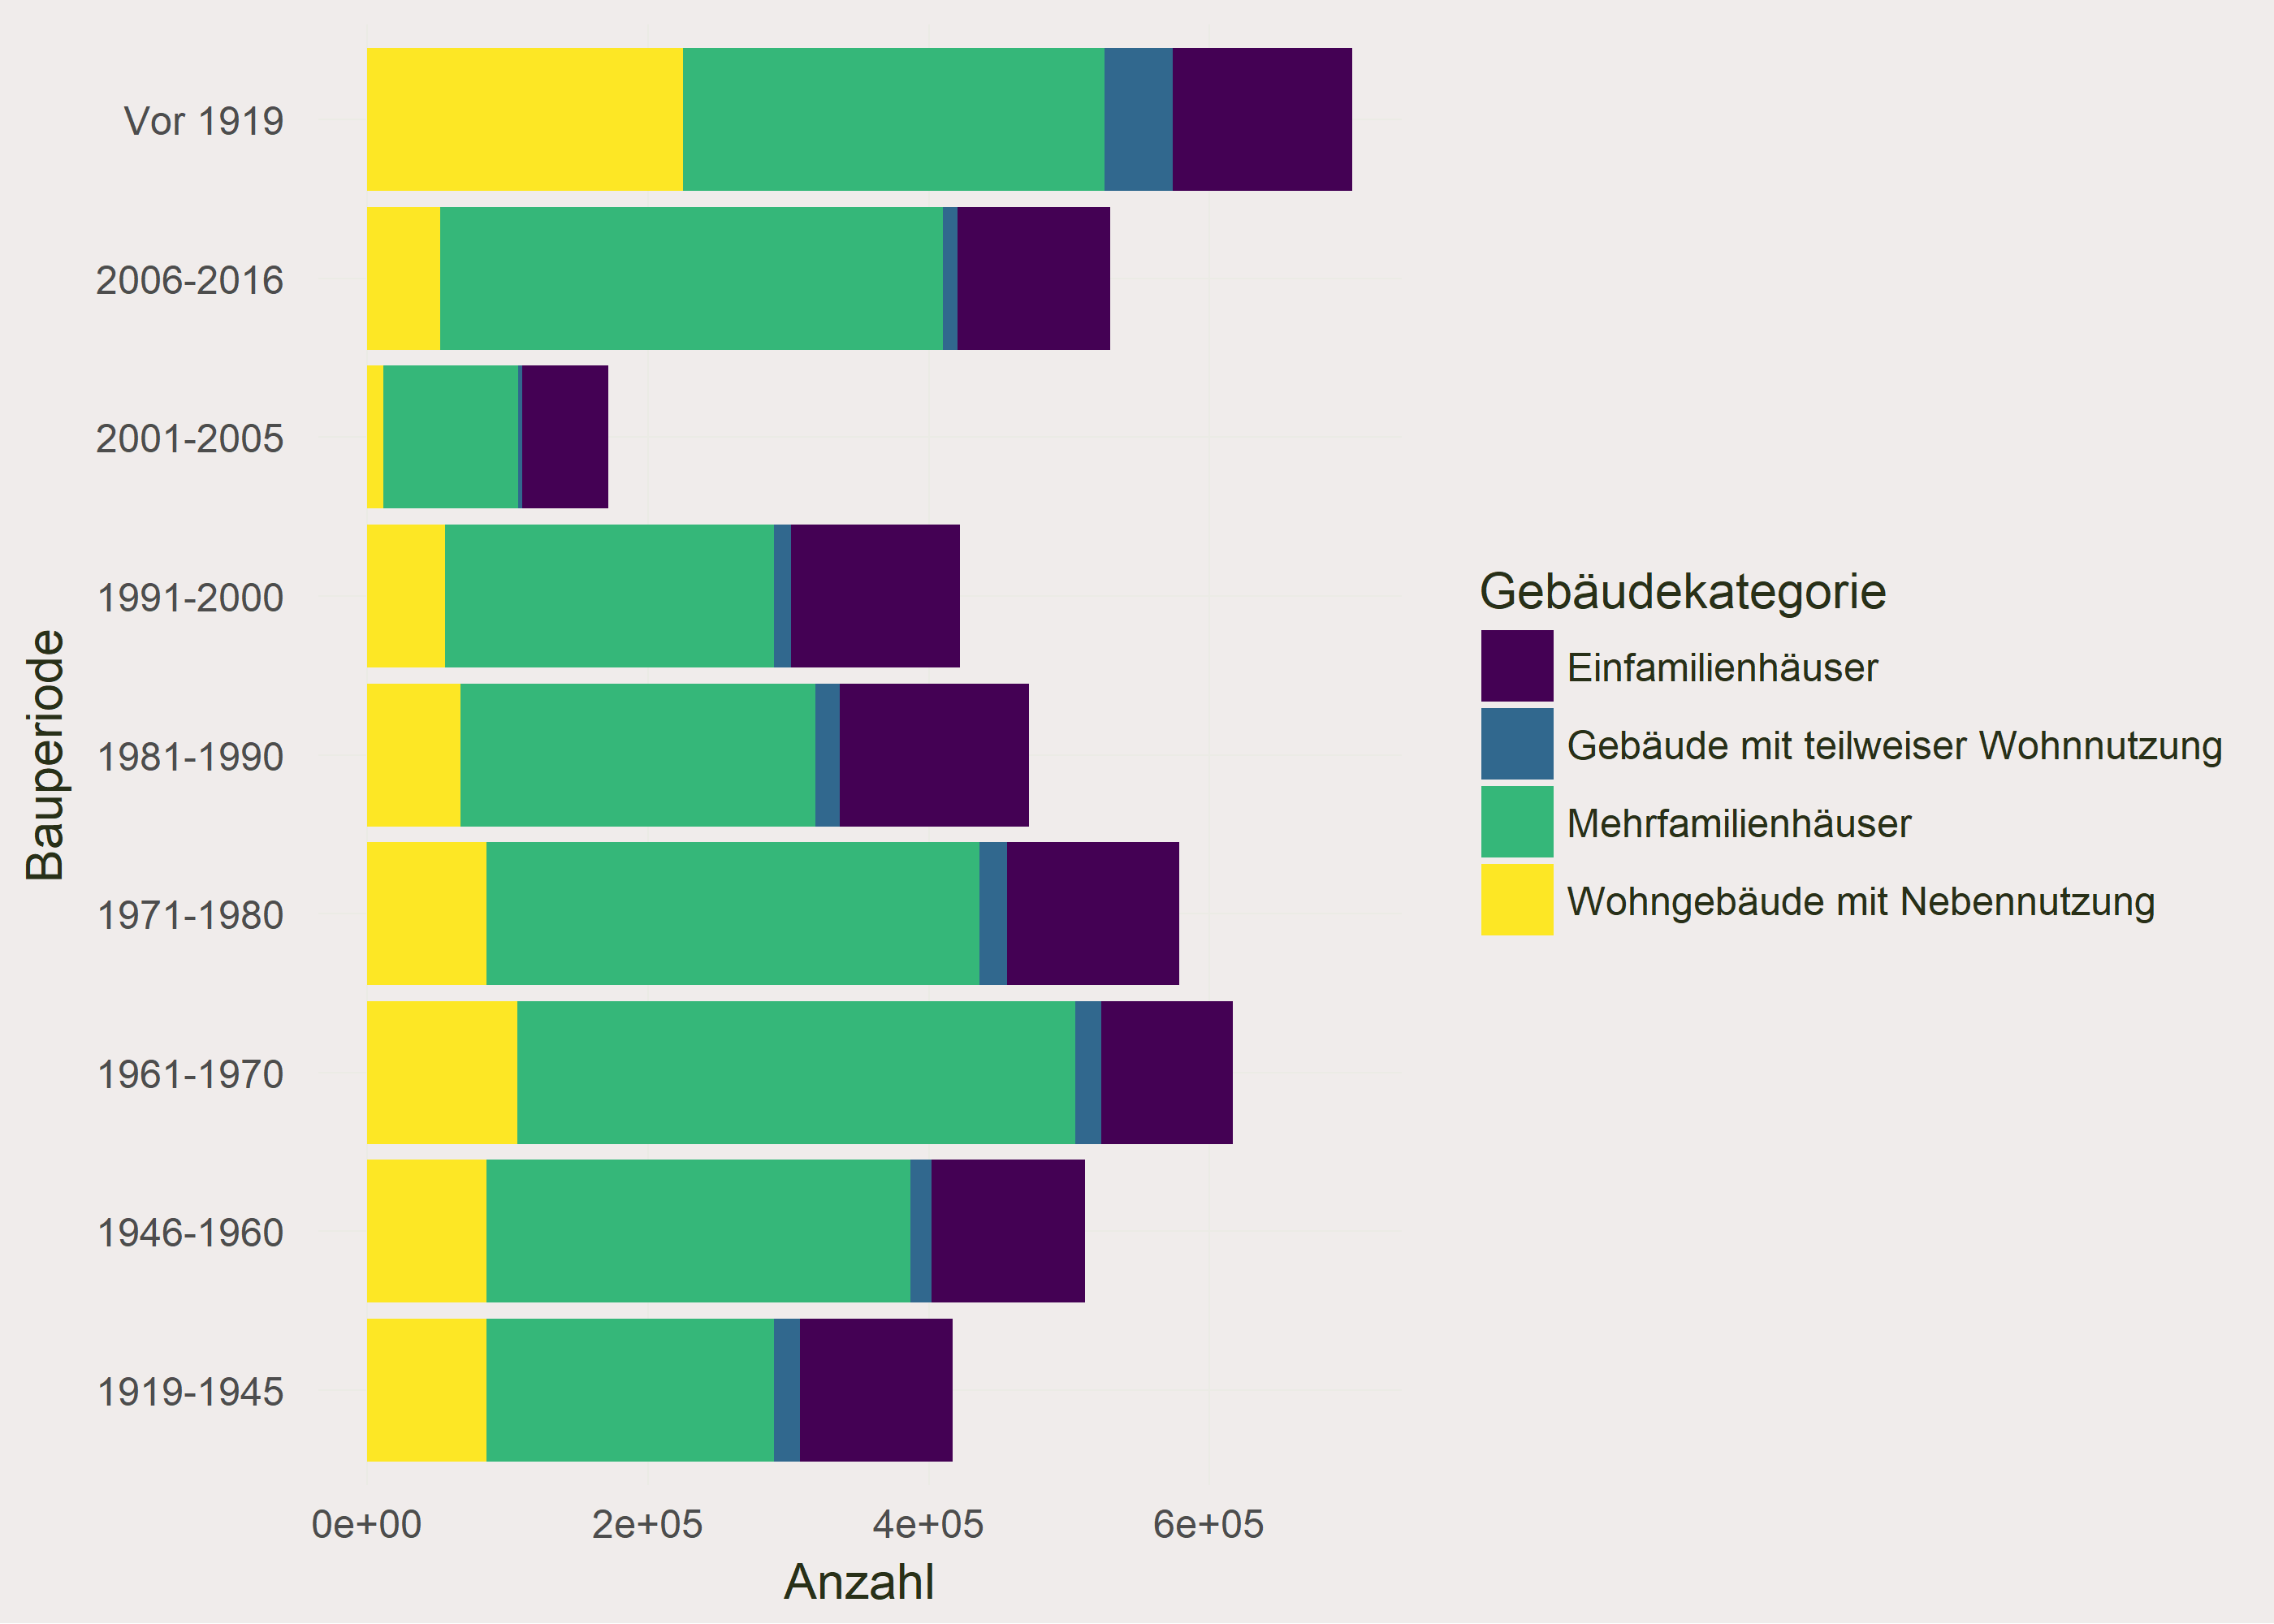 Vor 1919
2006-2016
2001-2005
1991-2000
1981-1990
1971-1980
1961-1970
1946-1960
1919-1945
Bauperiode
0e+00 2e+05 4e+05 6e+05
Anzahl
Gebäudekategorie
Einfamilienhäuser
Gebäude mit teilweiser Wohnnutzung
Mehrfamilienhäuser
Wohngebäude mit Nebennutzung